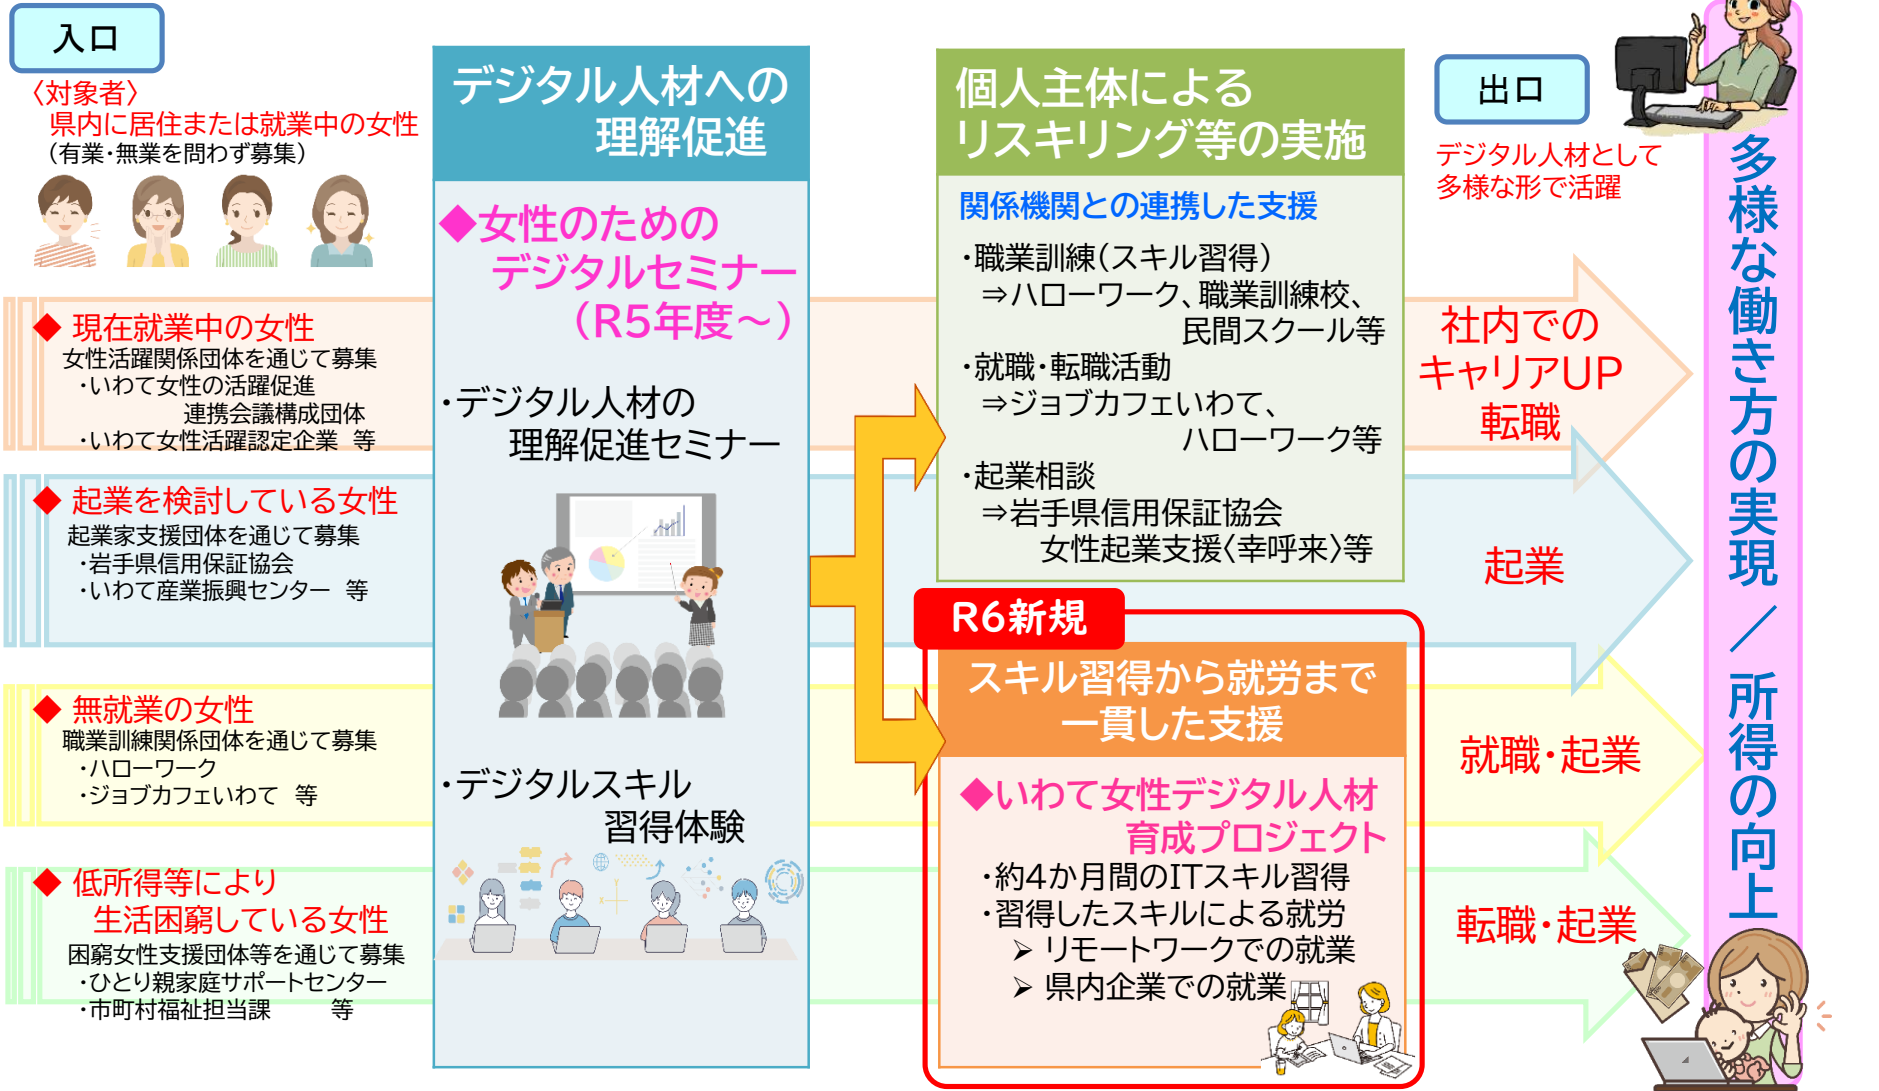 入口
〈対象者〉
県内に居住または就業中の女性
(有業・無業を問わず募集)
◆ 現在就業中の女性
女性活躍関係団体を通じて募集
・いわて女性の活躍促進
連携会議構成団体
・いわて女性活躍認定企業 等
◆ 起業を検討している女性
起業家支援団体を通じて募集
・岩手県信用保証協会
・いわて産業振興センター 等
◆ 無就業の女性
職業訓練関係団体を通じて募集
・ハローワーク
・ジョブカフェいわて 等
◆ 低所得等により
生活困窮している女性
困窮女性支援団体等を通じて募集
・ひとり親家庭サポートセンター
・市町村福祉担当課 等
デジタル人材への
理解促進
◆女性のための
デジタルセミナー
(R5年度~)
・デジタル人材の
理解促進セミナー
・デジタルスキル
習得体験
個人主体による
リスキリング等の実施
関係機関との連携した支援
・職業訓練(スキル習得)
⇒ハローワーク、職業訓練校、
民間スクール等
・就職・転職活動
⇒ジョブカフェいわて、
ハローワーク等
・起業相談
⇒岩手県信用保証協会
女性起業支援〈幸呼来〉等
R6新規
スキル習得から就労まで
一貫した支援
◆いわて女性デジタル人材
育成プロジェクト
・約4か月間のITスキル習得
・習得したスキルによる就労
➢ リモートワークでの就業
➢ 県内企業での就業
出口
デジタル人材として
多様な形で活躍
社内での
キャリアUP
転職
起業
就職・起業
転職・起業
多様な働き方の実現／所得の向上